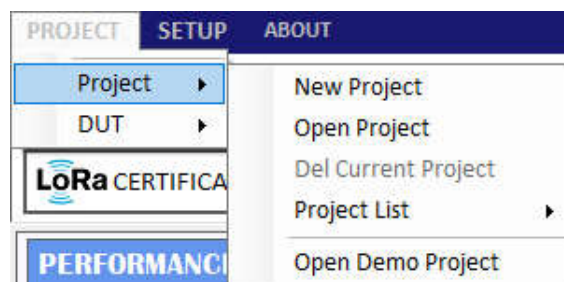 PROJECT SETUP ABOUT
Project
DUT
New Project
Open Project
Del Current Project
Project List
Open Demo Project
LoRa CERTIFICA
PERFORMANC